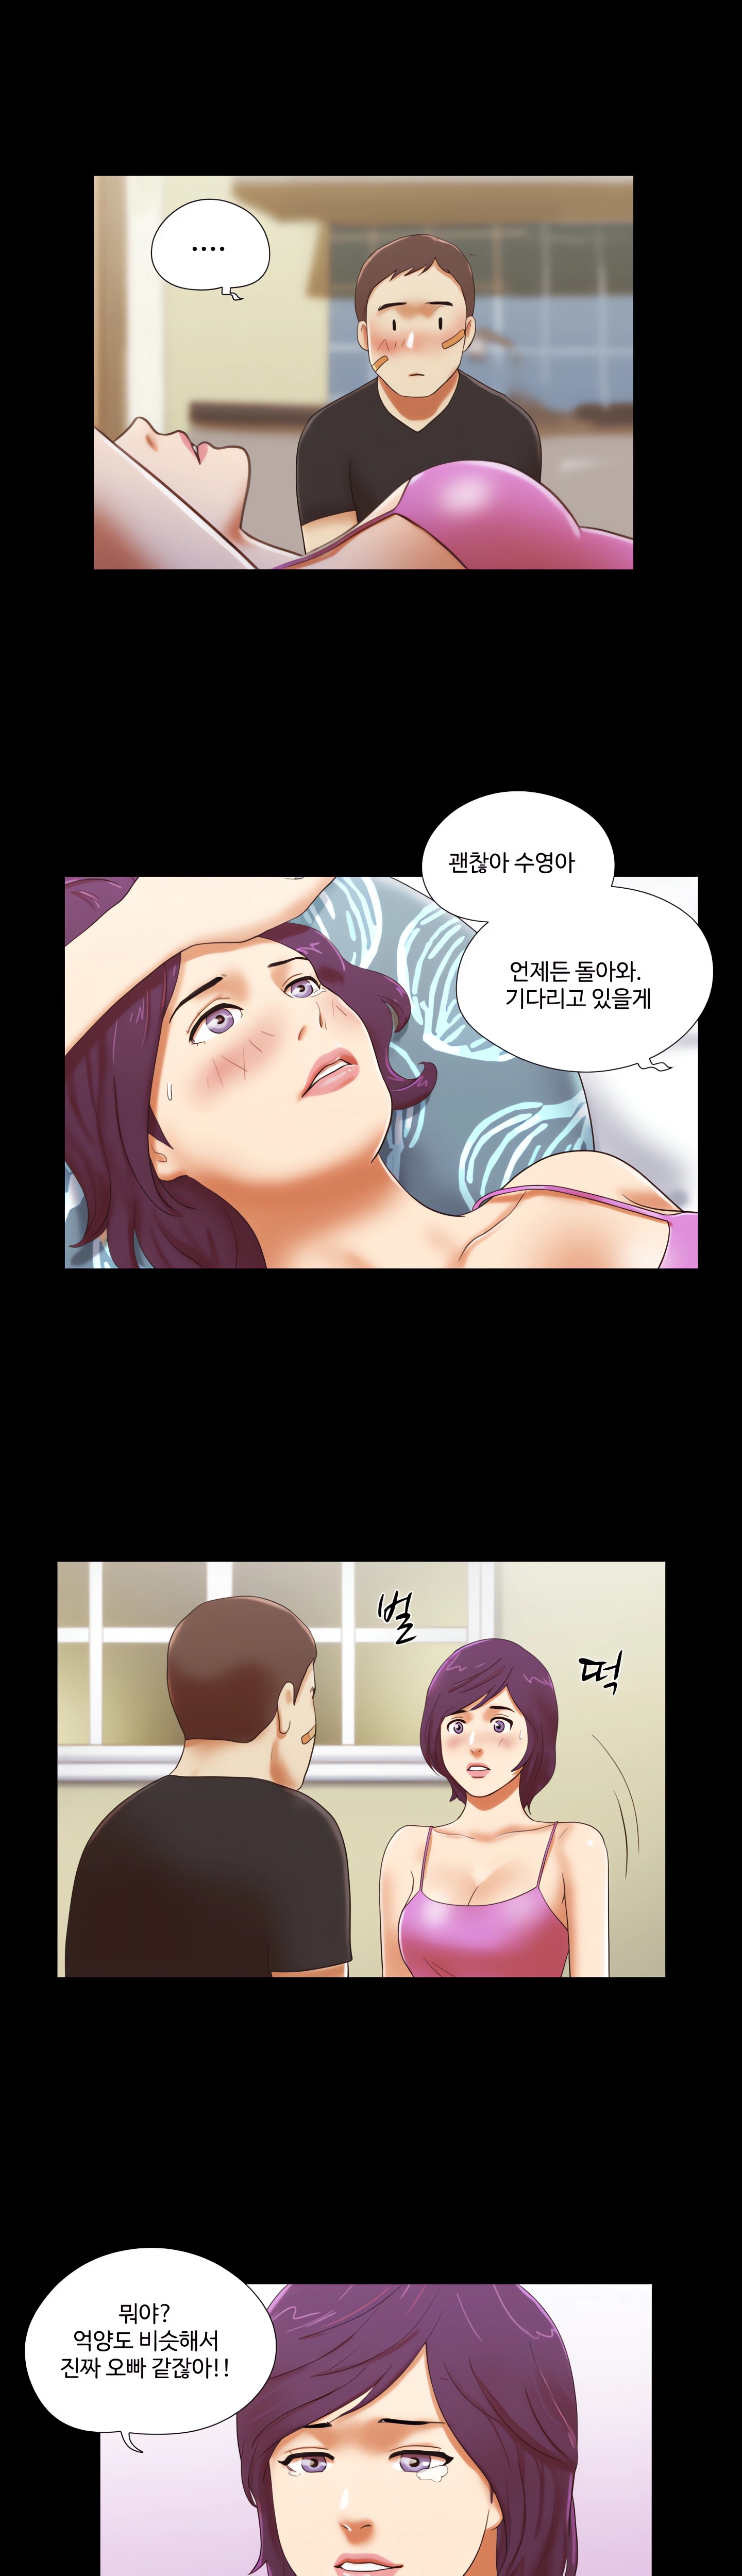 ....
괜찮아 수영아
언제든 돌아와.
기다리고 있을게
벌
떡
뭐야?
억양도 비슷해서
진짜 오빠 같잖아!!